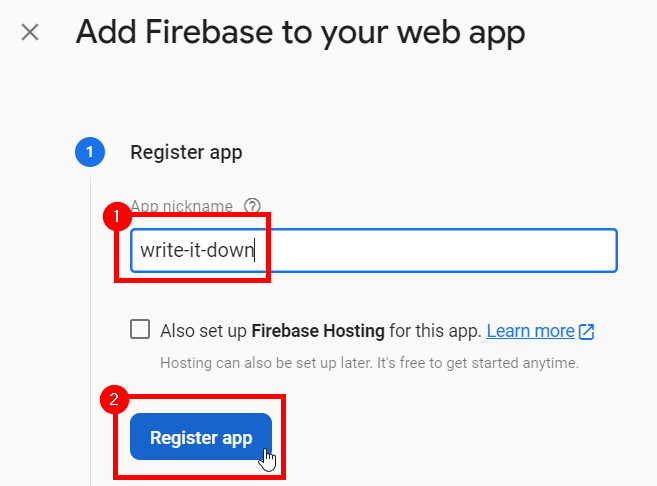 Add Firebase to your web app
1 Register app
App nickname
1
write-it-down
Also set up Firebase Hosting for this app. Learn more
Hosting can also be set up later. It's free to get started anytime.
2
Register app